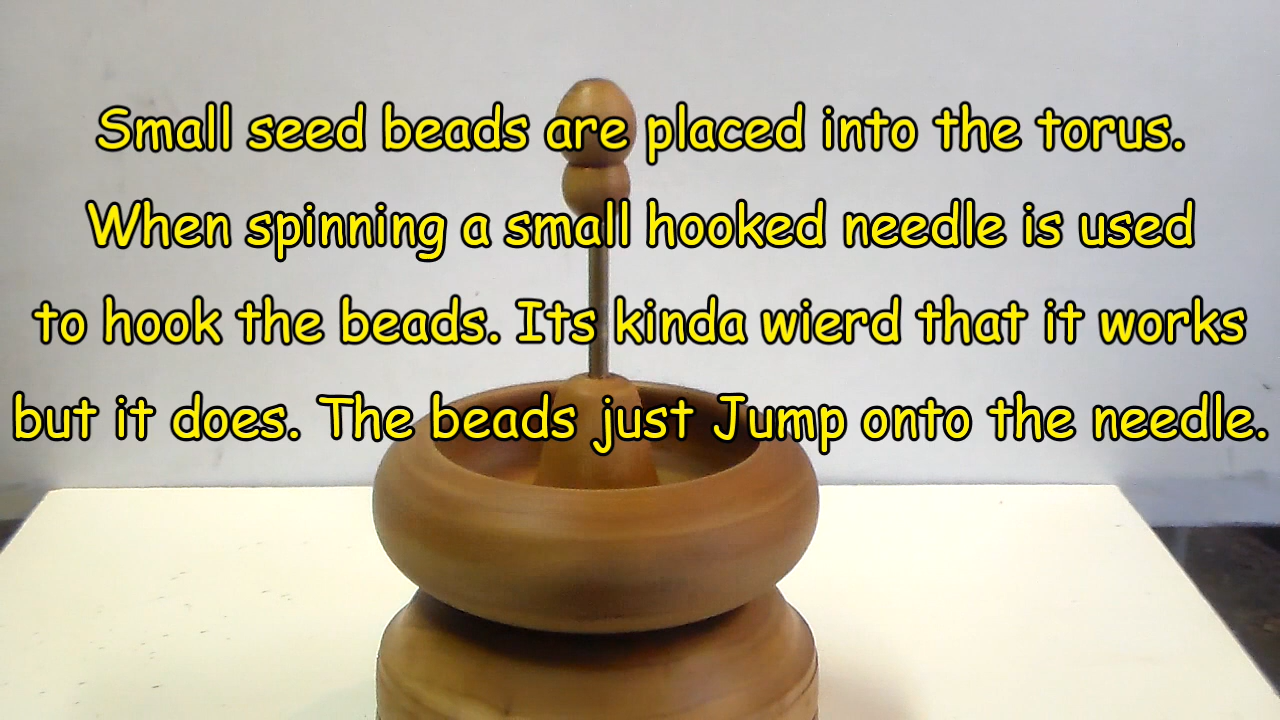 Small seed beads are placed into the torus.
When spinning a small hooked needle is used
to hook the beads. Its kinda wierd that it works
but it does. The beads just Jump onto the needle.